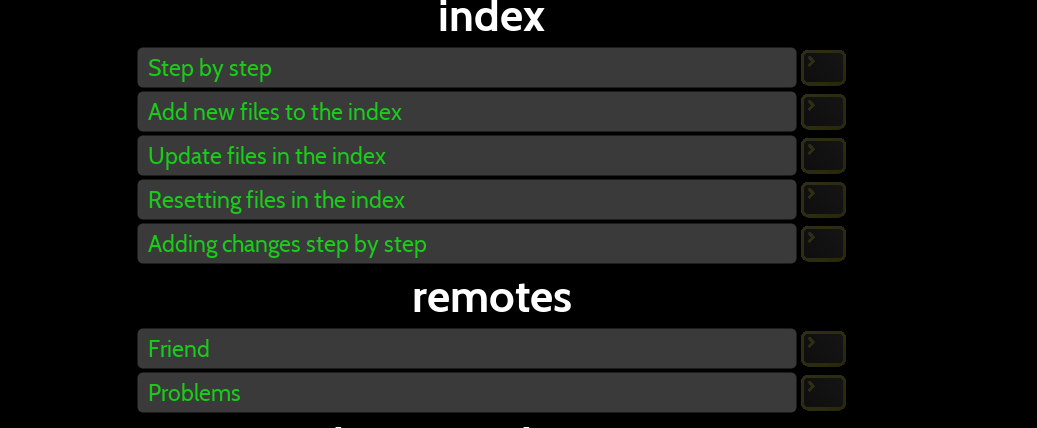 index
Step by step
Add new files to the index
Update files in the index
Resetting files in the index
Adding changes step by step
remotes
Friend
Problems